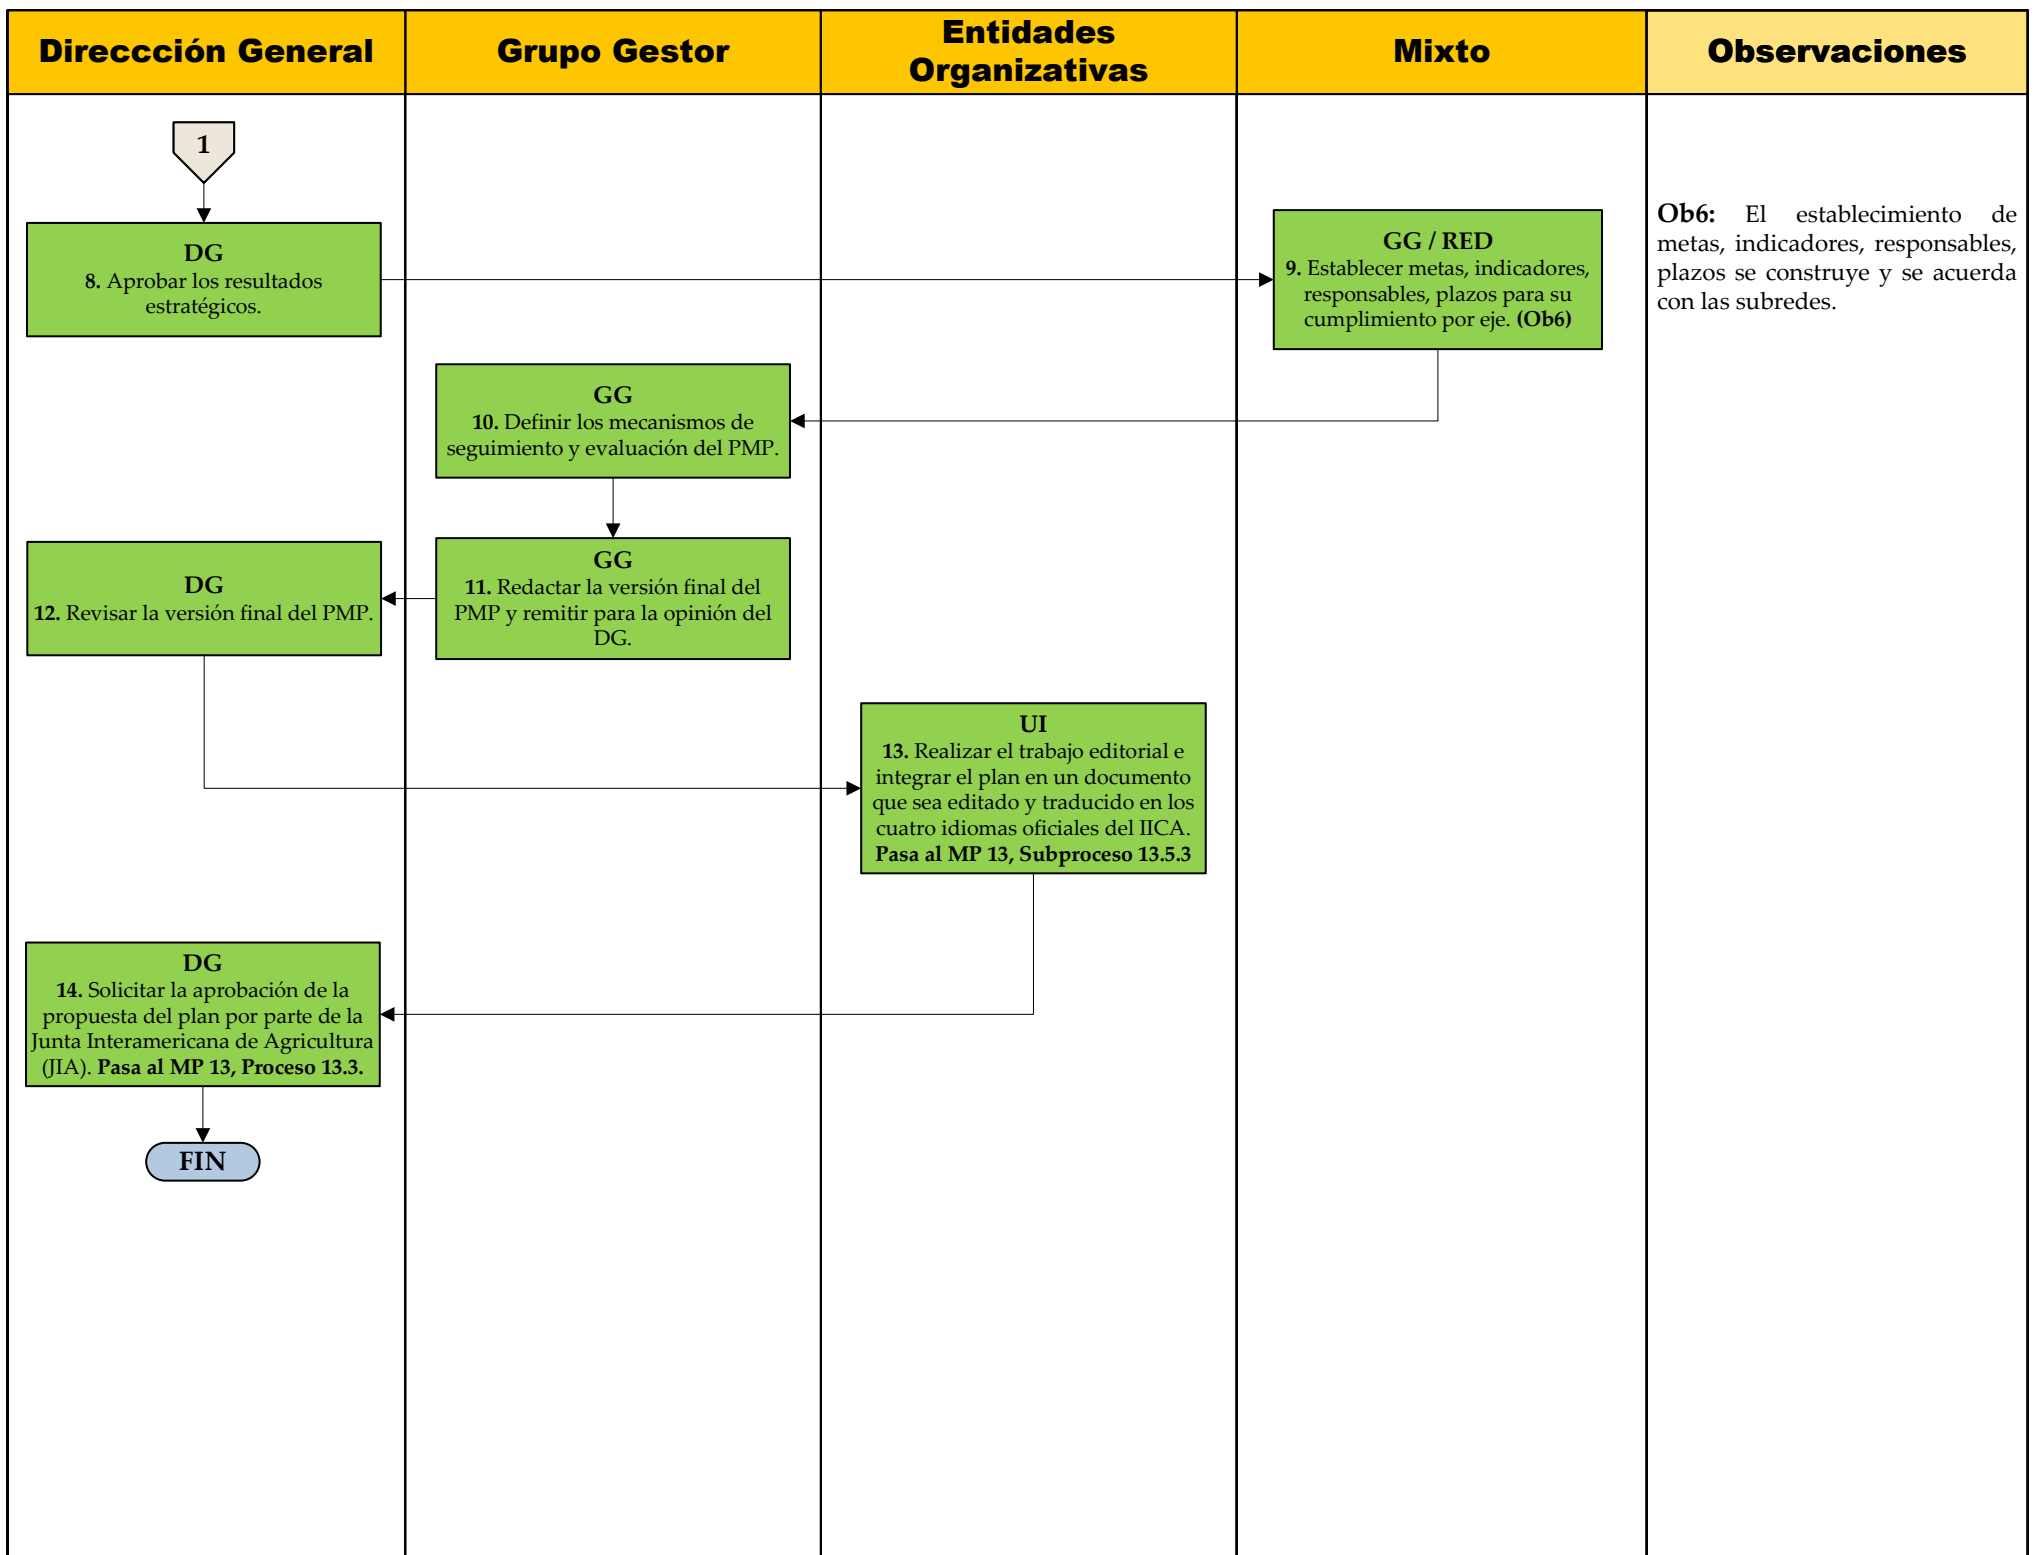 Direccción General
Grupo Gestor
Entidades
Organizativas
Mixto
Observaciones
1
DG
8. Aprobar los resultados
estratégicos.
GG / RED
9. Establecer metas, indicadores,
responsables, plazos para su
cumplimiento por eje. (Ob6)
Ob6: El establecimiento de
metas, indicadores, responsables,
plazos se construye y se acuerda
con las subredes.
GG
10. Definir los mecanismos de
seguimiento y evaluación del PMP.
GG
11. Redactar la versión final del
PMP y remitir para la opinión del
DG.
DG
12. Revisar la versión final del PMP.
UI
13. Realizar el trabajo editorial e
integrar el plan en un documento
que sea editado y traducido en los
cuatro idiomas oficiales del IICA.
Pasa al MP 13, Subproceso 13.5.3
DG
14. Solicitar la aprobación de la
propuesta del plan por parte de la
Junta Interamericana de Agricultura
(JIA). Pasa al MP 13, Proceso 13.3.
FIN